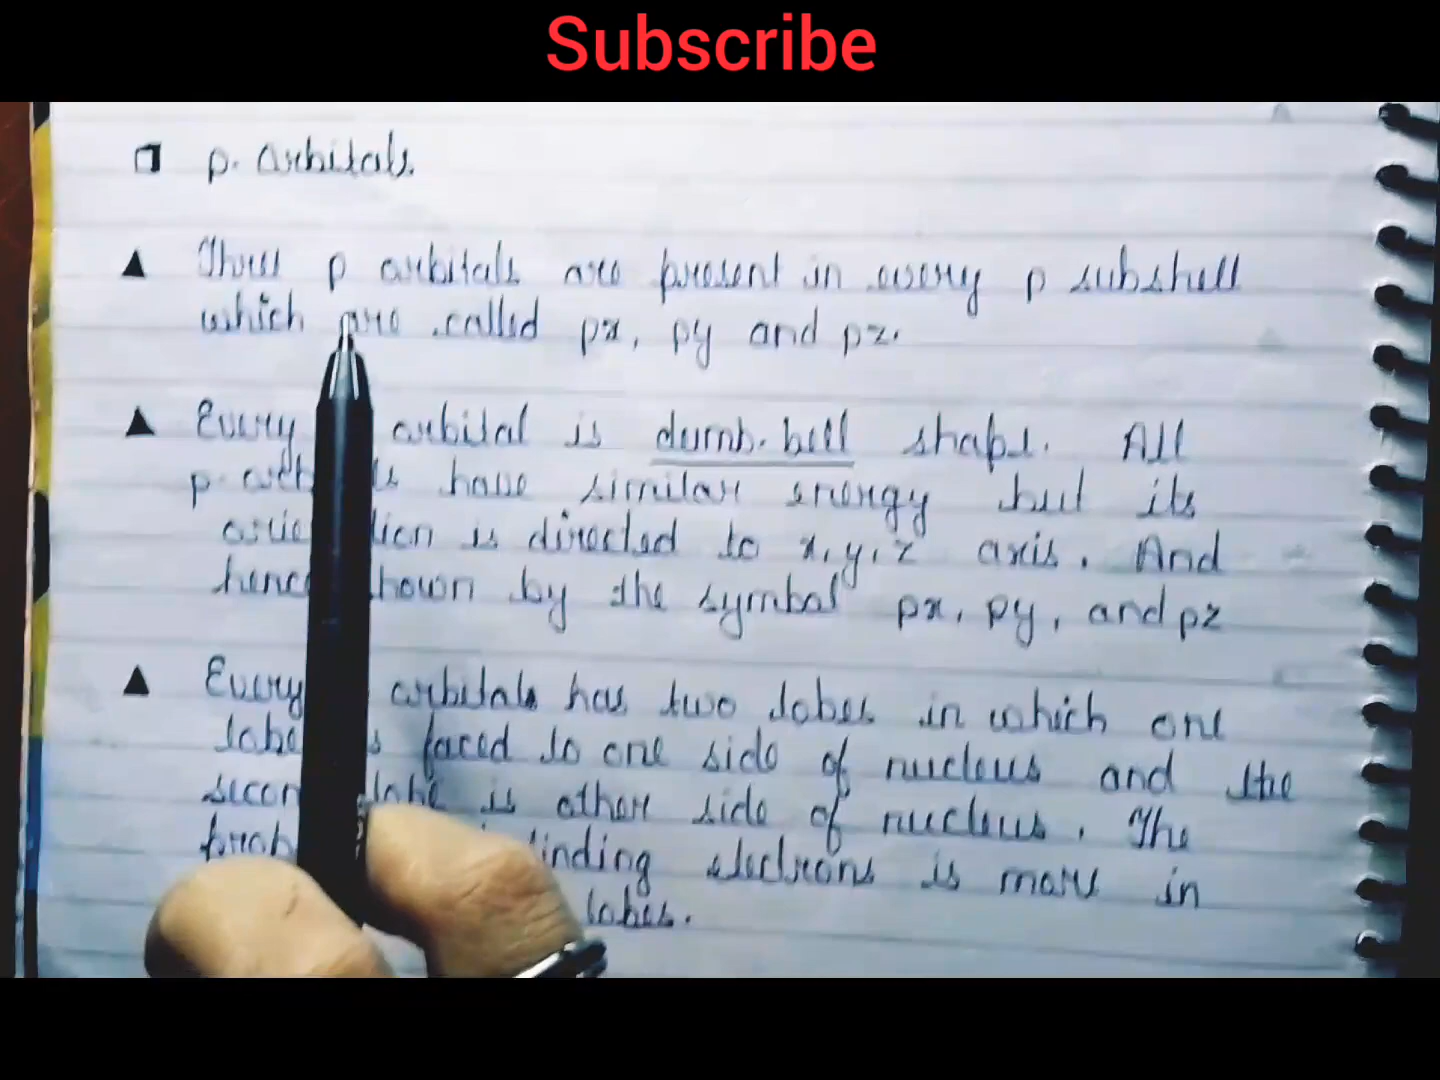 Subscribe
p. orbitals.
Three p orbitals are present in every p subshell
which are called px, py and pz.
Every orbital is dumb-bell shape. All
have similar energy but its
is directed to x, y, z axis. And
by the symbol px, py, and pz
Every orbitals has two lobes in which one
faced to one side of nucleus and the
lobe is other side of nucleus. The
finding electrons is more in
lobes.